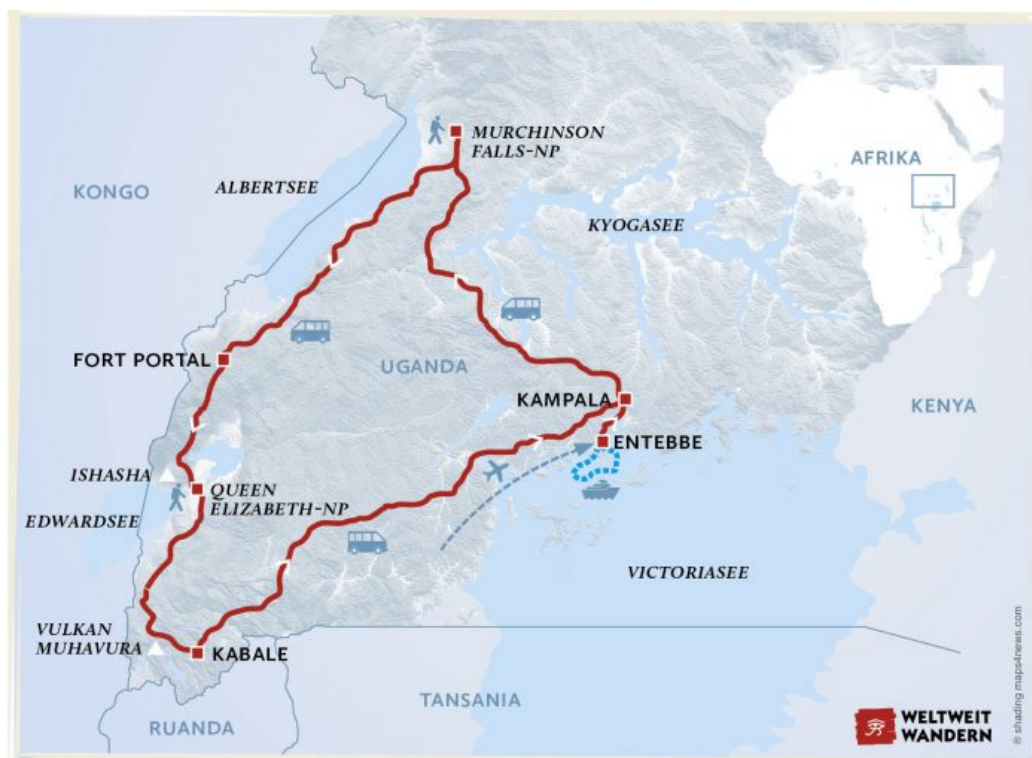 MURCHINSON
FALLS-NP
KONGO
ALBERTSEE
AFRIKA
KYOGASEE
FORT PORTAL
UGANDA
KAMPALA
KENYA
ENTEBBE
ISHASHA
QUEEN
ELIZABETH-NP
EDWARDSEE
VICTORIASEE
VULKAN
MUHAVURA
KABALE
TANSANIA
RUANDA
WELTWEIT
WANDERN
© shading maps4news.com